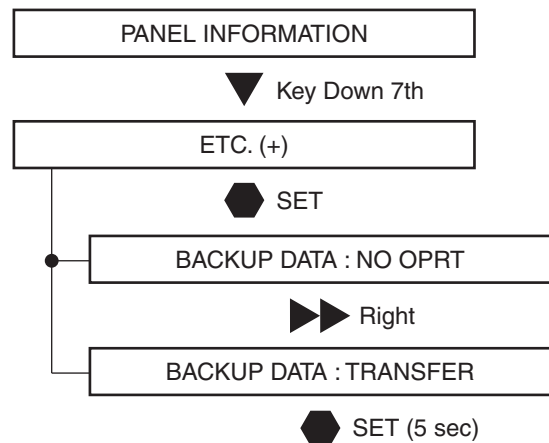 PANEL INFORMATION
Key Down 7th
ETC. (+)
SET
BACKUP DATA : NO OPRT
Right
BACKUP DATA : TRANSFER
SET (5 sec)